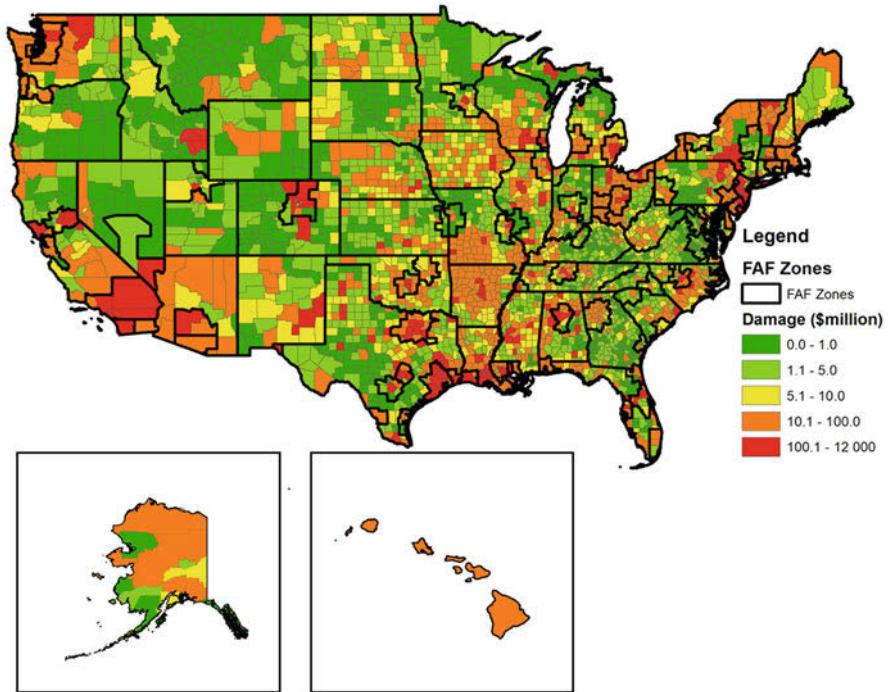 Legend
FAF Zones
FAF Zones
Damage ($million)
0.0 - 1.0
1.1 - 5.0
5.1 - 10.0
10.1 - 100.0
100.1 - 12 000